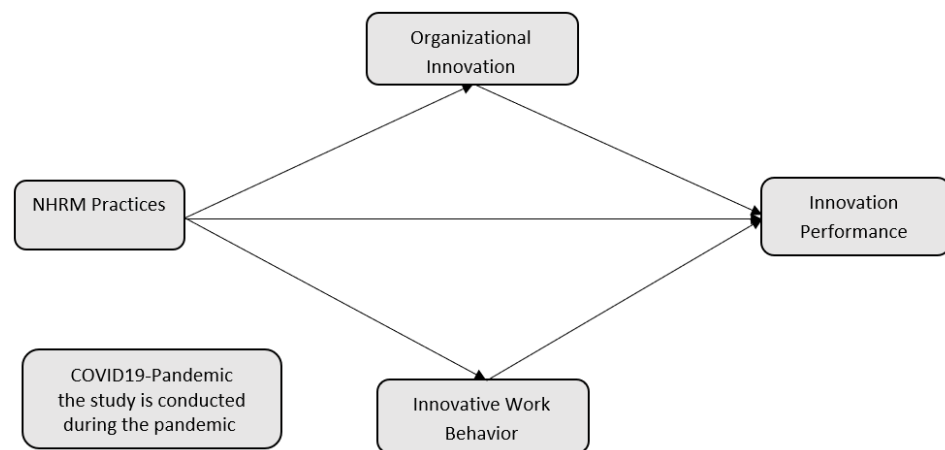 Organizational
Innovation
NHRM Practices
Innovation
Performance
COVID19-Pandemic
the study is conducted
during the pandemic
Innovative Work
Behavior